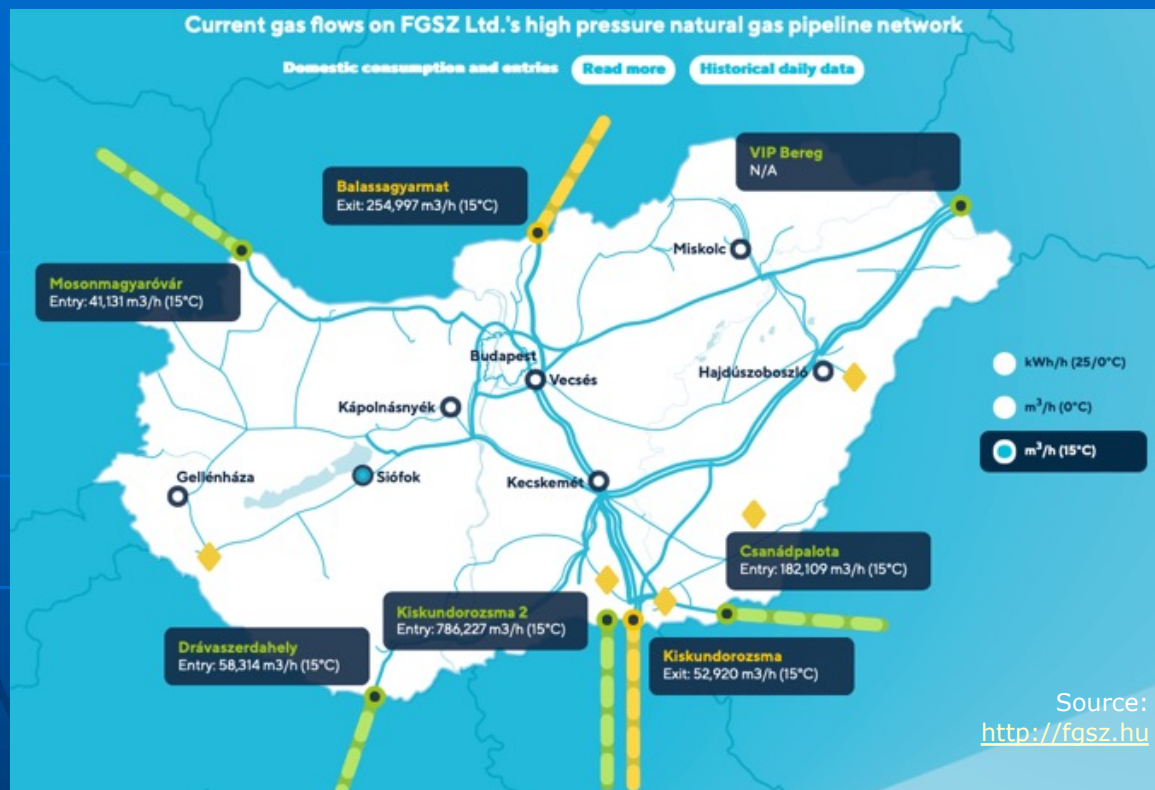 Current gas flows on FGSZ Ltd.'s high pressure natural gas pipeline network
Domestic consumption and entries
Read more
Historical daily data
VIP Bereg
N/A
Balassagyarmat
Exit: 254,997 m3/h (15°C)
Miskolc
Mosonmagyaróvár
Entry: 41,131 m3/h (15°C)
Budapest
Vecsés
Hajdúszoboszló
kWh/h (25/0°C)
Kápolnásnyék
m³/h (0°C)
m³/h (15°C)
Gellénháza
Siófok
Kecskemét
Csanádpalota
Entry: 182,109 m3/h (15°C)
Kiskundorozsma 2
Entry: 786,227 m3/h (15°C)
Drávaszerdahely
Entry: 58,314 m3/h (15°C)
Kiskundorozsma
Exit: 52,920 m3/h (15°C)
Source:
http://fgsz.hu